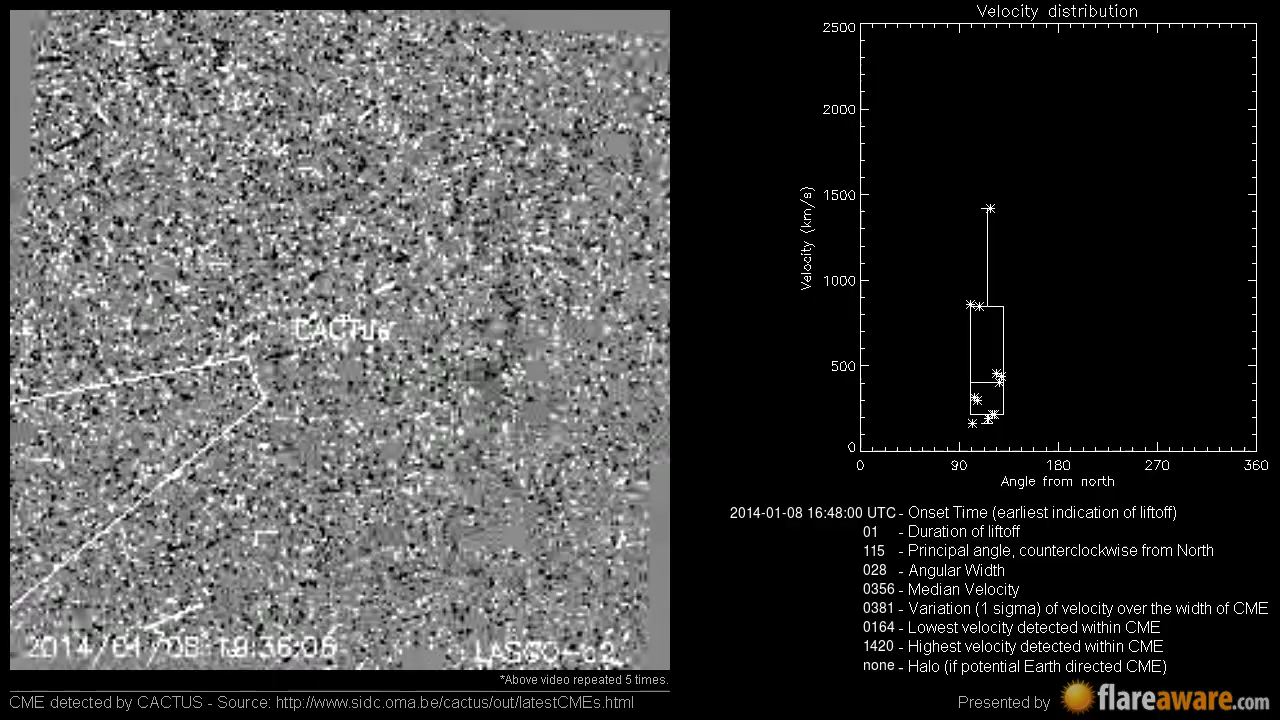 CACTUs
2014/01/08 18:36:05
LASCO-c2
*Above video repeated 5 times.
CME detected by CACTUS - Source: http://www.sidc.oma.be/cactus/out/latestCMEs.html
Velocity distribution
2500
2000
1500
1000
500
0
Velocity (km/s)
0 90 180 270 360
Angle from north
2014-01-08 16:48:00 UTC - Onset Time (earliest indication of liftoff)
01 - Duration of liftoff
115 - Principal angle, counterclockwise from North
028 - Angular Width
0356 - Median Velocity
0381 - Variation (1 sigma) of velocity over the width of CME
0164 - Lowest velocity detected within CME
1420 - Highest velocity detected within CME
none - Halo (if potential Earth directed CME)
Presented by flareaware.com